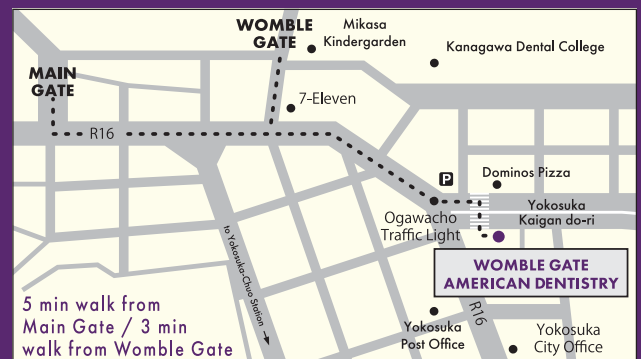 WOMBLE
GATE
Mikasa
Kindergarden
Kanagawa Dental College
MAIN
GATE
7-Eleven
R16
P
Dominos Pizza
Ogawacho
Traffic Light
Yokosuka
Kaigan do-ri
to Yokosuka-Chuo Station
WOMBLE GATE
AMERICAN DENTISTRY
5 min walk from
Main Gate / 3 min
walk from Womble Gate
Yokosuka
Post Office
R16
Yokosuka
City Office